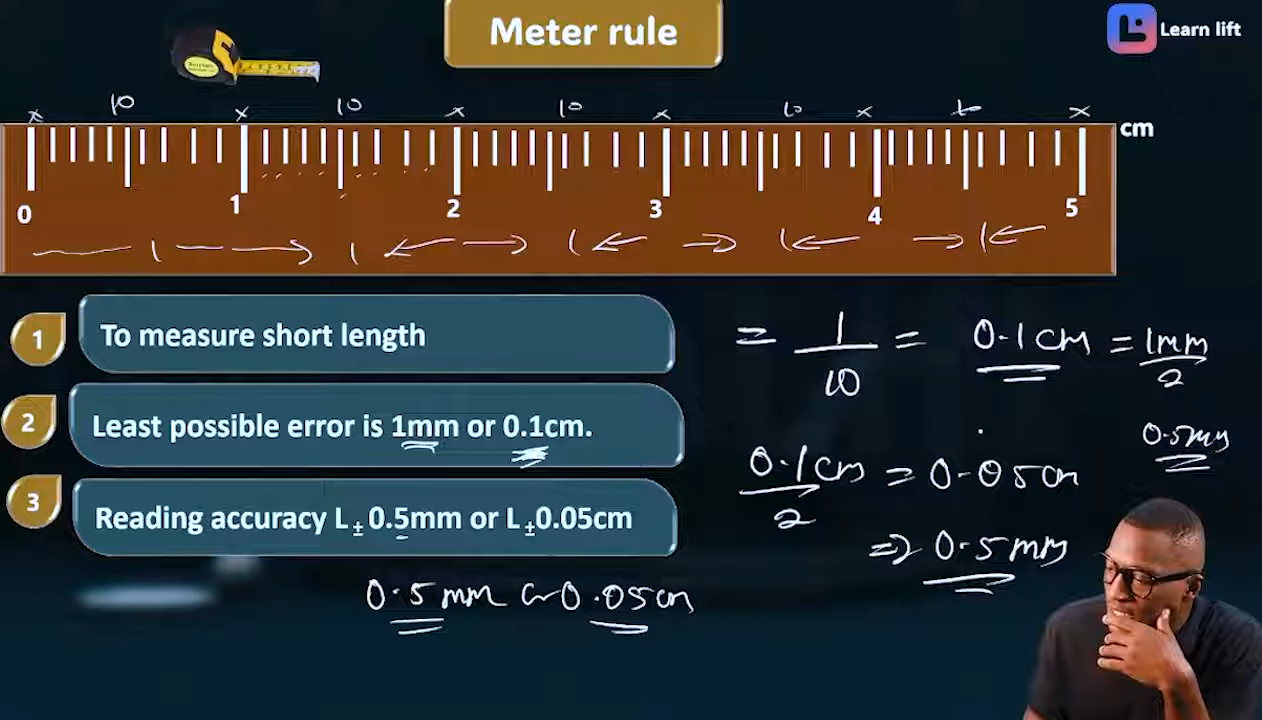 Meter rule
Learn lift
x 10 x 10 x 10 x 10 x 10 x
cm
0 1 2 3 4 5
1 To measure short length
= 1/10 = 0.1cm = 1mm/2
2 Least possible error is 1mm or 0.1cm.
0.5mm
0.1cm/2 = 0.05cm
3 Reading accuracy L± 0.5mm or L±0.05cm
⇒ 0.5mm
0.5mm or 0.05cm